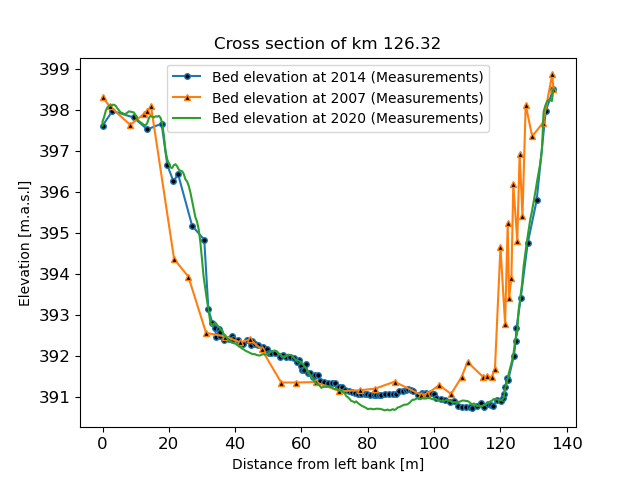 Cross section of km 126.32
Bed elevation at 2014 (Measurements)
Bed elevation at 2007 (Measurements)
Bed elevation at 2020 (Measurements)
Elevation [m.a.s.l]
399
398
397
396
395
394
393
392
391
0 20 40 60 80 100 120 140
Distance from left bank [m]